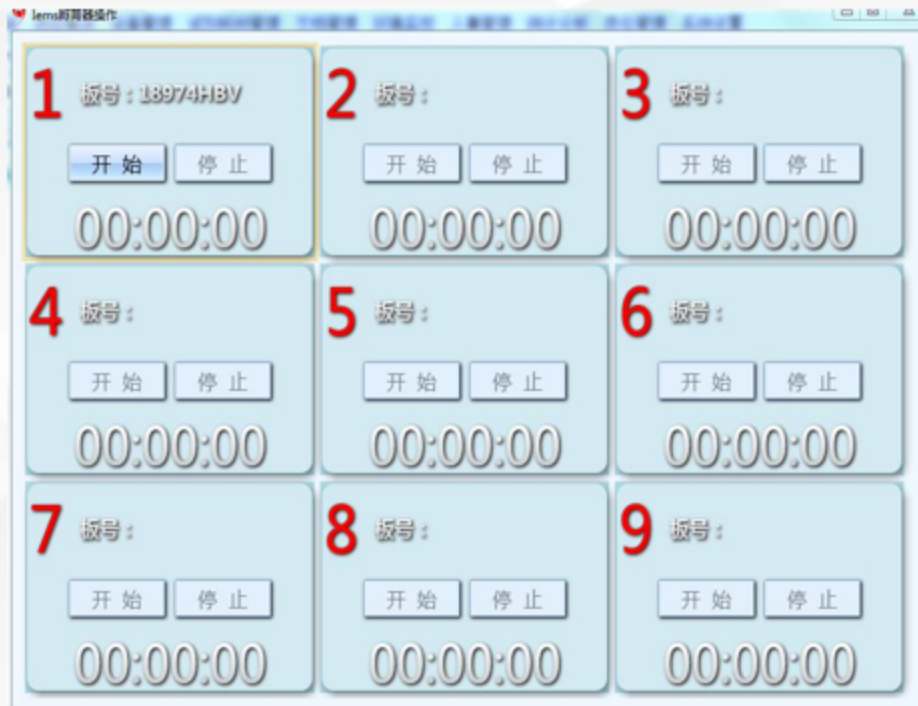 lems孵育器操作
1 板号：18974HBV
开 始 停 止
00:00:00
2 板号：
开 始 停 止
00:00:00
3 板号：
开 始 停 止
00:00:00
4 板号：
开 始 停 止
00:00:00
5 板号：
开 始 停 止
00:00:00
6 板号：
开 始 停 止
00:00:00
7 板号：
开 始 停 止
00:00:00
8 板号：
开 始 停 止
00:00:00
9 板号：
开 始 停 止
00:00:00